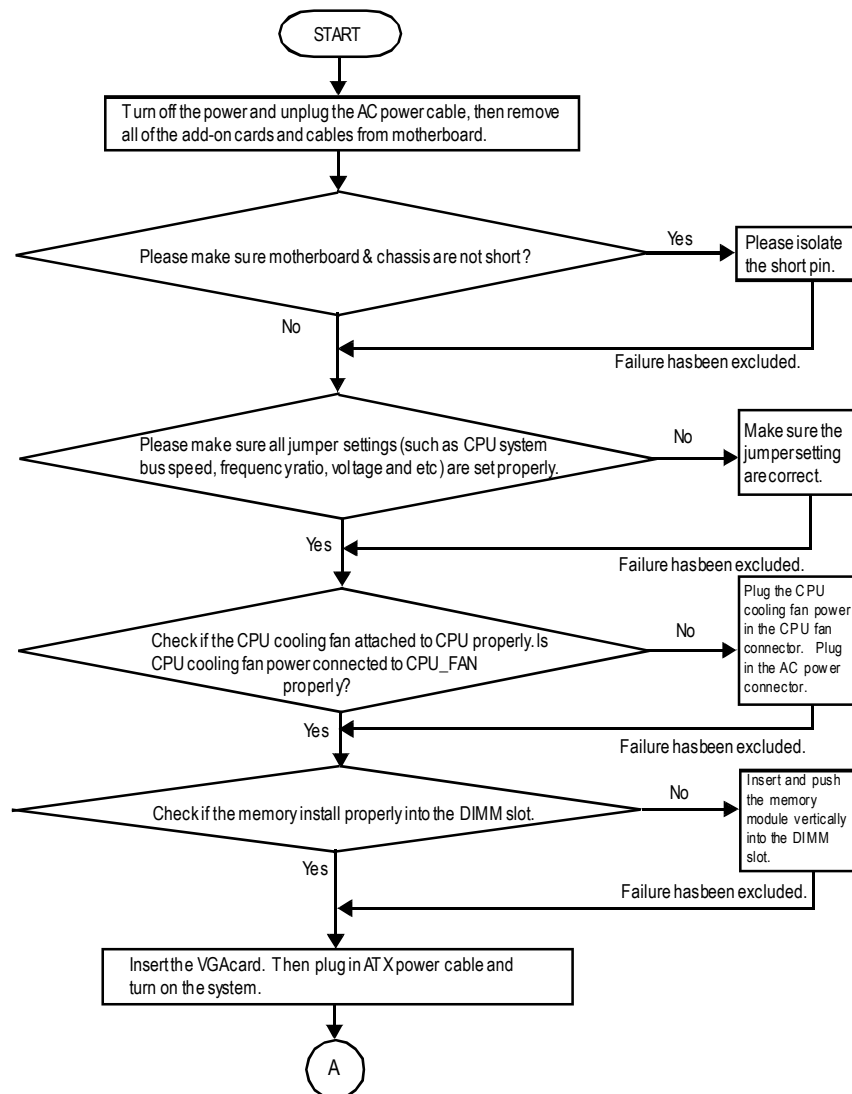 START
Turn off the power and unplug the AC power cable, then remove
all of the add-on cards and cables from motherboard.
Please make sure motherboard & chassis are not short?
Yes
Please isolate
the short pin.
No
Failure has been excluded.
Please make sure all jumper settings (such as CPU system
bus speed, frequency ratio, voltage and etc) are set properly.
No
Make sure the
jumper setting
are correct.
Yes
Failure has been excluded.
Check if the CPU cooling fan attached to CPU properly. Is
CPU cooling fan power connected to CPU_FAN
properly?
No
Plug the CPU
cooling fan power
in the CPU fan
connector. Plug
in the AC power
connector.
Yes
Failure has been excluded.
Check if the memory install properly into the DIMM slot.
No
Insert and push
the memory
module vertically
into the DIMM
slot.
Yes
Failure has been excluded.
Insert the VGA card. Then plug in ATX power cable and
turn on the system.
A